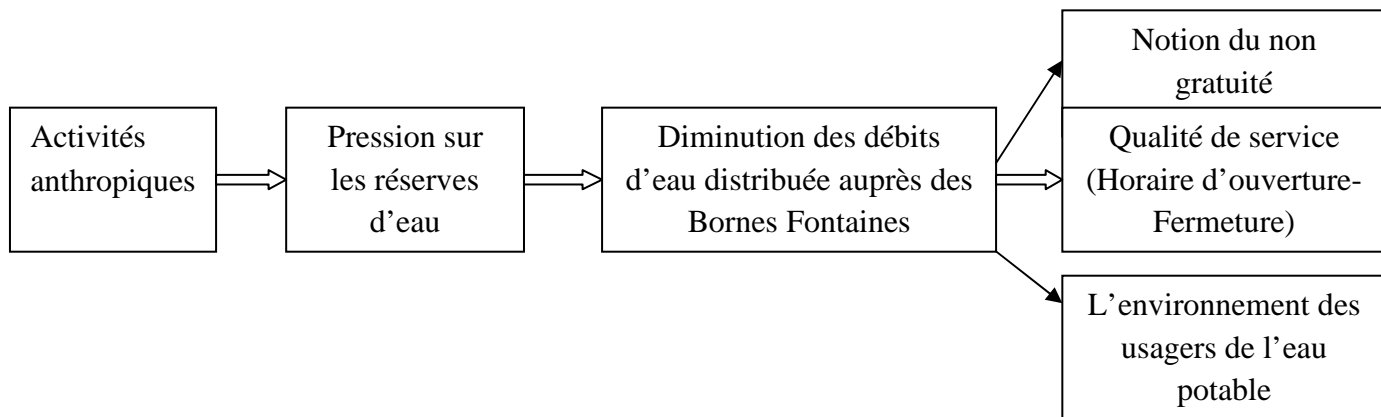 Activités
anthropiques
Pression sur
les réserves
d’eau
Diminution des débits
d’eau distribuée auprès des
Bornes Fontaines
Notion du non
gratuité
Qualité de service
(Horaire d’ouverture-
Fermeture)
L’environnement des
usagers de l’eau
potable